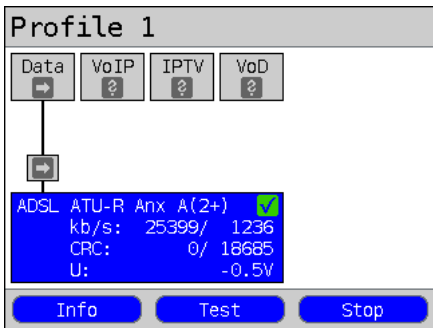 Profile 1
Data VoIP IPTV VoD
? ? ?
ADSL ATU-R Anx A(2+)
kb/s: 25399/ 1236
CRC: 0/ 18685
U: -0.5V
Info Test Stop